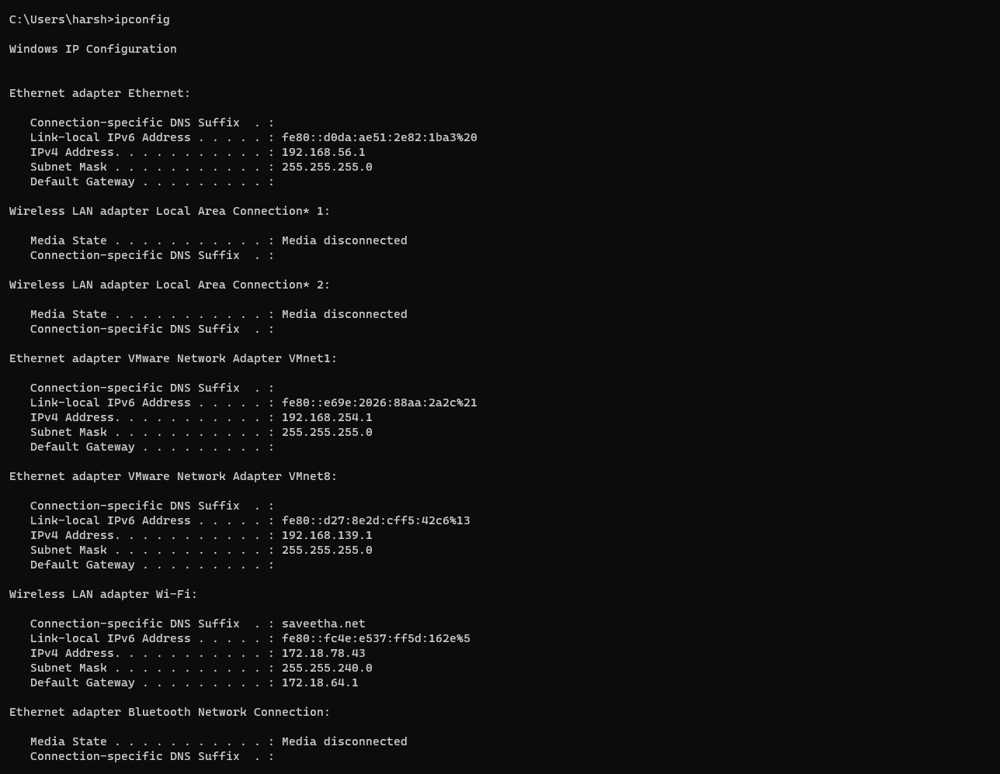 C:\Users\harsh>ipconfig
Windows IP Configuration
Ethernet adapter Ethernet:
   Connection-specific DNS Suffix  . :
   Link-local IPv6 Address . . . . . : fe80::d0da:ae51:2e82:1ba3%20
   IPv4 Address. . . . . . . . . . . : 192.168.56.1
   Subnet Mask . . . . . . . . . . . : 255.255.255.0
   Default Gateway . . . . . . . . . :
Wireless LAN adapter Local Area Connection* 1:
   Media State . . . . . . . . . . . : Media disconnected
   Connection-specific DNS Suffix  . :
Wireless LAN adapter Local Area Connection* 2:
   Media State . . . . . . . . . . . : Media disconnected
   Connection-specific DNS Suffix  . :
Ethernet adapter VMware Network Adapter VMnet1:
   Connection-specific DNS Suffix  . :
   Link-local IPv6 Address . . . . . : fe80::e69e:2026:88aa:2a2c%21
   IPv4 Address. . . . . . . . . . . : 192.168.254.1
   Subnet Mask . . . . . . . . . . . : 255.255.255.0
   Default Gateway . . . . . . . . . :
Ethernet adapter VMware Network Adapter VMnet8:
   Connection-specific DNS Suffix  . :
   Link-local IPv6 Address . . . . . : fe80::d27:8e2d:cff5:42c6%13
   IPv4 Address. . . . . . . . . . . : 192.168.139.1
   Subnet Mask . . . . . . . . . . . : 255.255.255.0
   Default Gateway . . . . . . . . . :
Wireless LAN adapter Wi-Fi:
   Connection-specific DNS Suffix  . : saveetha.net
   Link-local IPv6 Address . . . . . : fe80::fc4e:e537:ff5d:162e%5
   IPv4 Address. . . . . . . . . . . : 172.18.78.43
   Subnet Mask . . . . . . . . . . . : 255.255.240.0
   Default Gateway . . . . . . . . . : 172.18.64.1
Ethernet adapter Bluetooth Network Connection:
   Media State . . . . . . . . . . . : Media disconnected
   Connection-specific DNS Suffix  . :